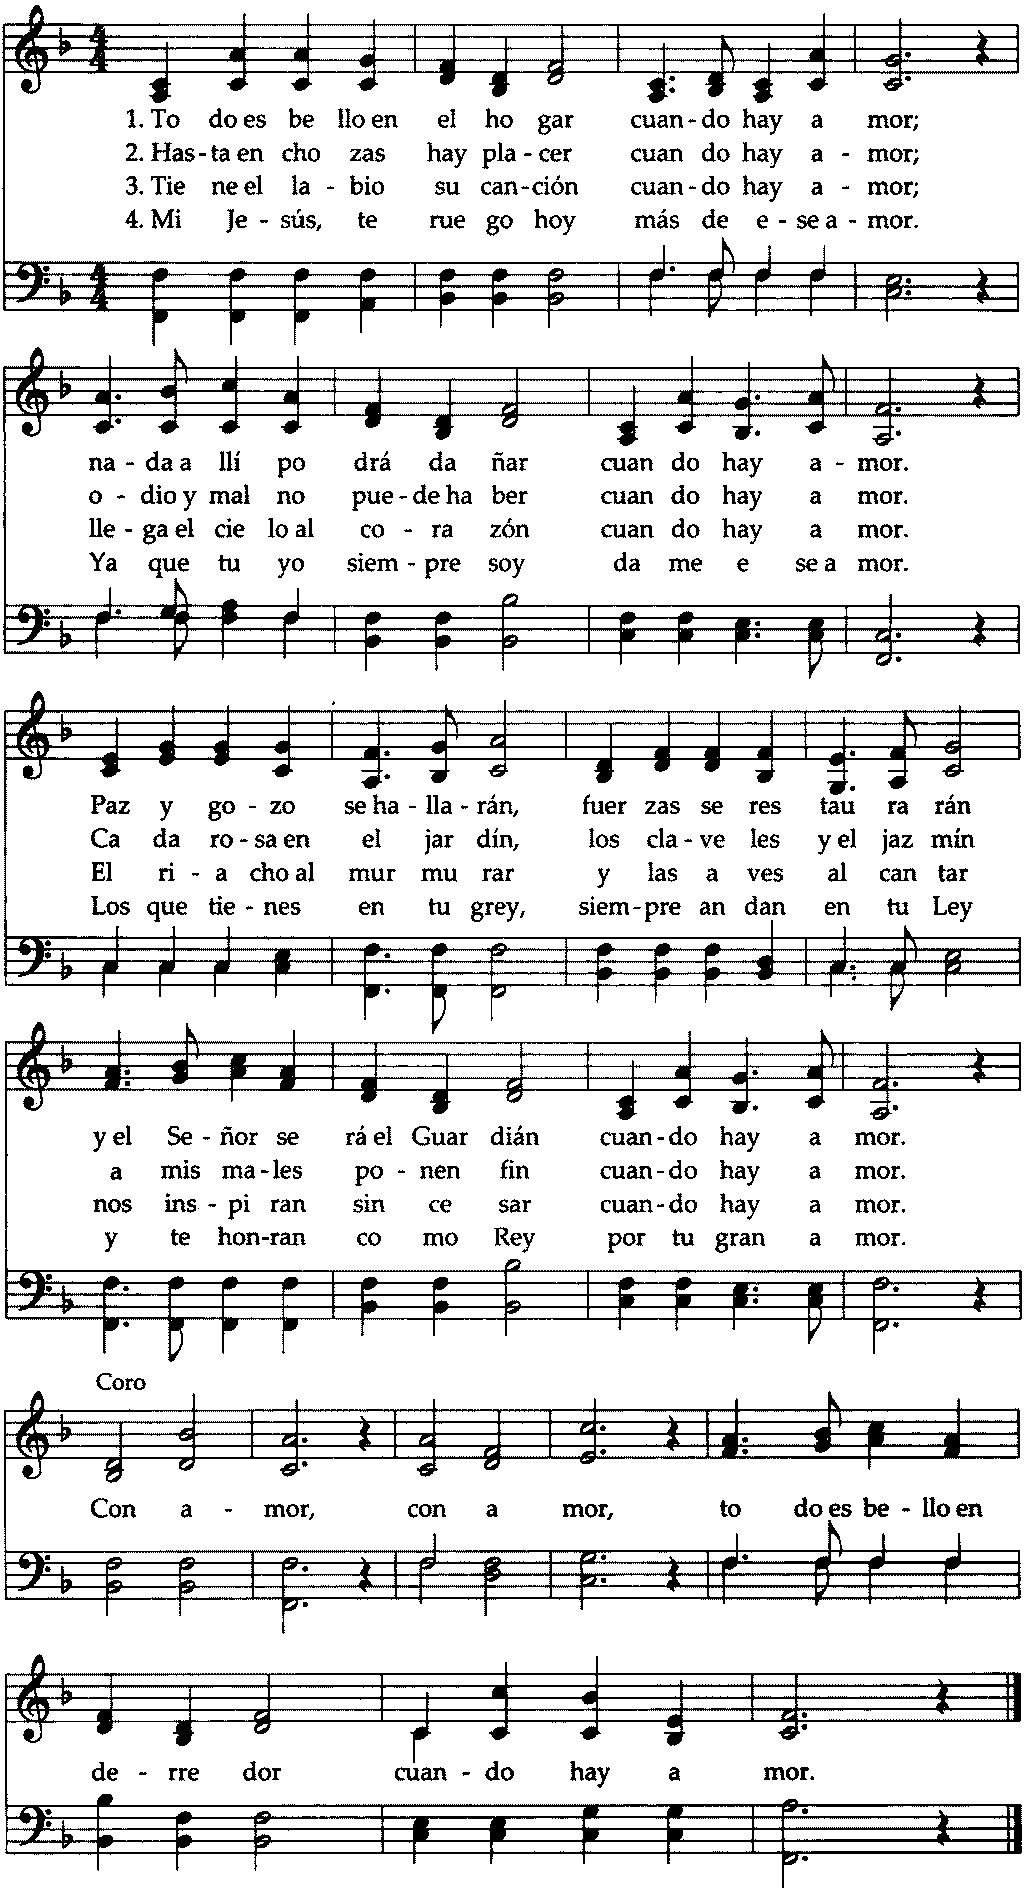 1. To do es be llo en el ho gar cuan-do hay a mor;
2. Has-ta en cho zas hay pla-cer cuan do hay a - mor;
3. Tie ne el la - bio su can-ción cuan-do hay a - mor;
4. Mi Je - sús, te rue go hoy más de e - se a - mor.
na - da a llí po drá da ñar cuan do hay a - mor.
o - dio y mal no pue - de ha ber cuan do hay a mor.
lle - ga el cie lo al co - ra zón cuan do hay a mor.
Ya que tu yo siem - pre soy da me e se a mor.
Paz y go - zo se ha - lla - rán, fuer zas se res tau ra rán
Ca da ro - sa en el jar dín, los cla - ve les y el jaz mín
El ri - a cho al mur mu rar y las a ves al can tar
Los que tie - nes en tu grey, siem-pre an dan en tu Ley
y el Se - ñor se rá el Guar dián cuan-do hay a mor.
a mis ma-les po - nen fin cuan-do hay a mor.
nos ins - pi ran sin ce sar cuan-do hay a mor.
y te hon-ran co mo Rey por tu gran a mor.
Coro
Con a - mor, con a mor, to do es be - llo en
de - rre dor cuan - do hay a mor.